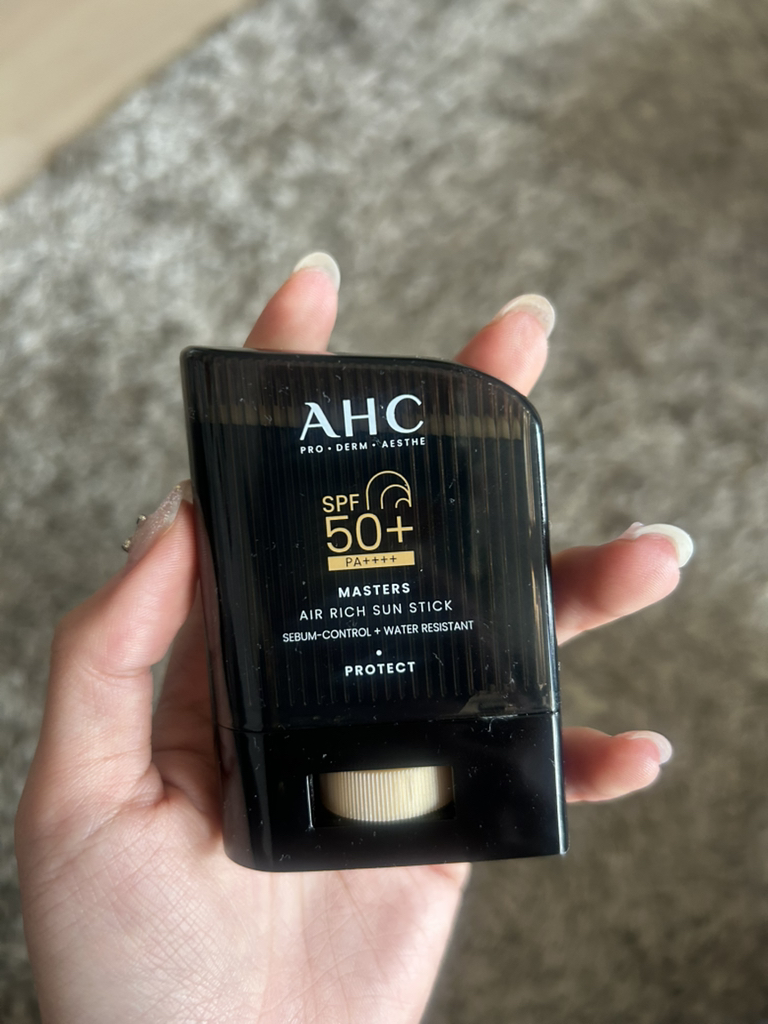 AHC
PRO • DERM • AESTHE
SPF
50+
PA++++
MASTERS
AIR RICH SUN STICK
SEBUM-CONTROL + WATER RESISTANT
•
PROTECT